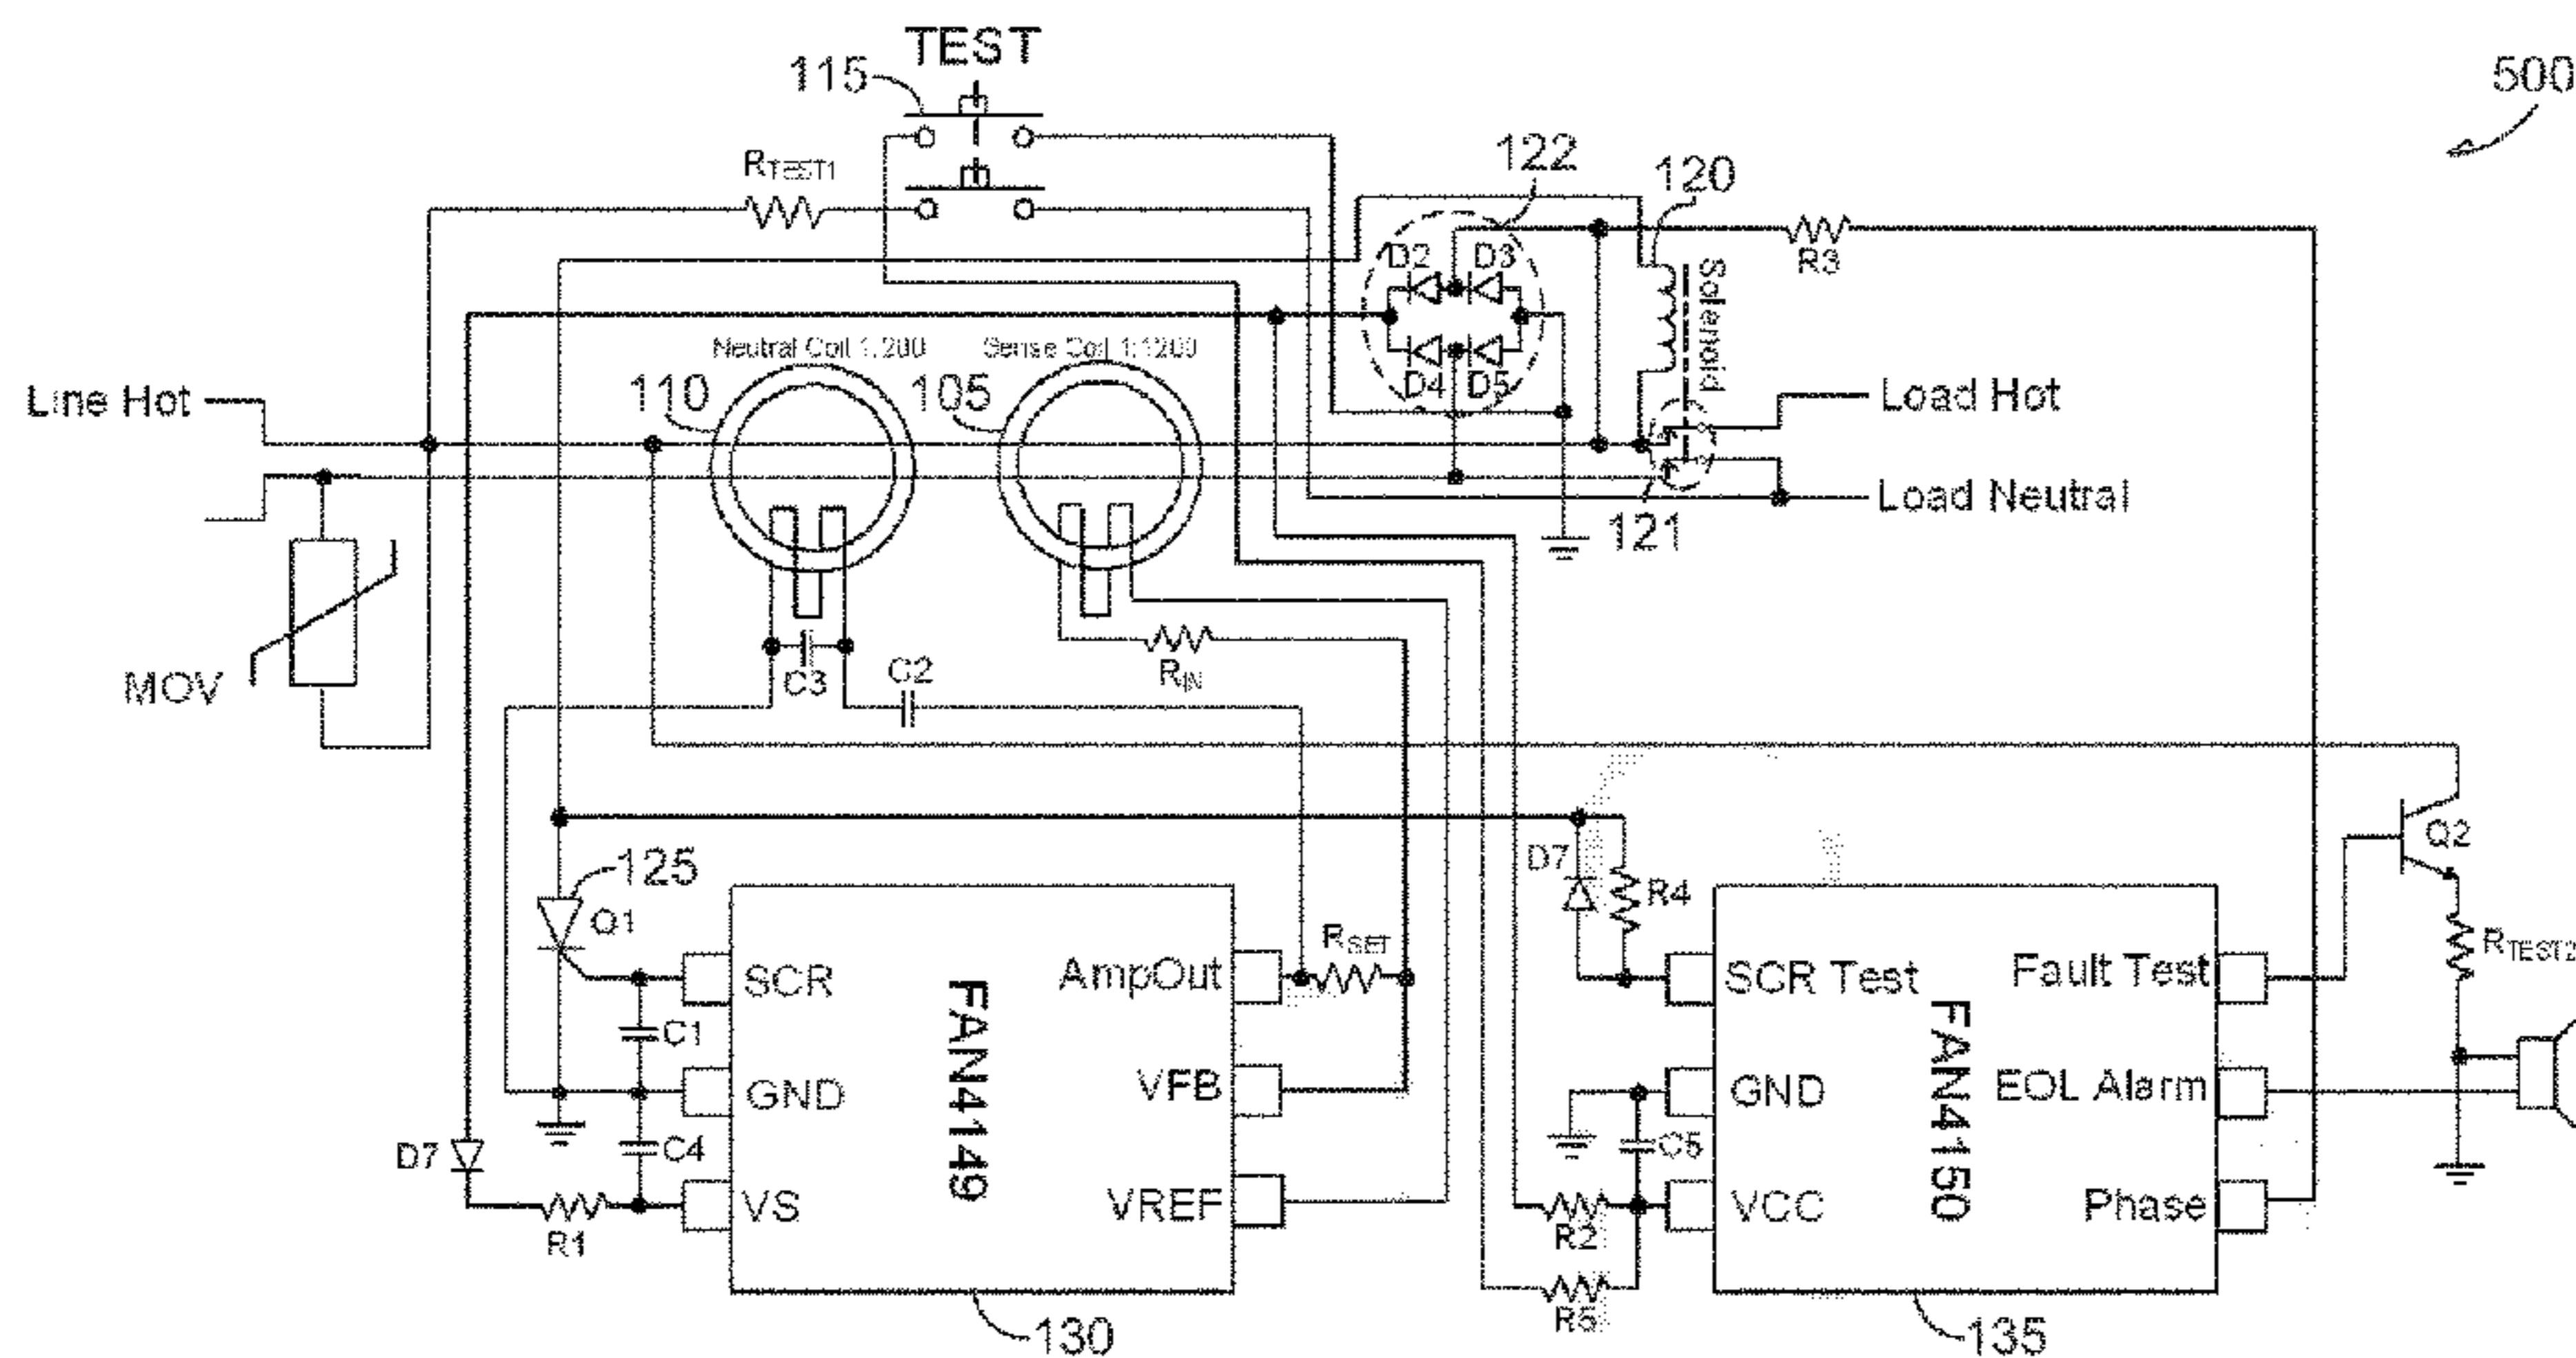 TEST
115
500
122
120
RTEST1
R3
D2 D3
Solenoid
Neutral Coil 1:200
Sense Coil 1:1200
D4 D5
110
105
Line Hot
Load Hot
Load Neutral
121
MOV
C3
C2
RIN
125
Q1
D7
R4
Q2
RSET
RTEST2
SCR
AmpOut
SCR Test
Fault Test
C1
FAN4149
FAN4150
GND
VFB
GND
EOL Alarm
D7
C4
C5
VS
VREF
VCC
Phase
R1
R2
R5
130
135